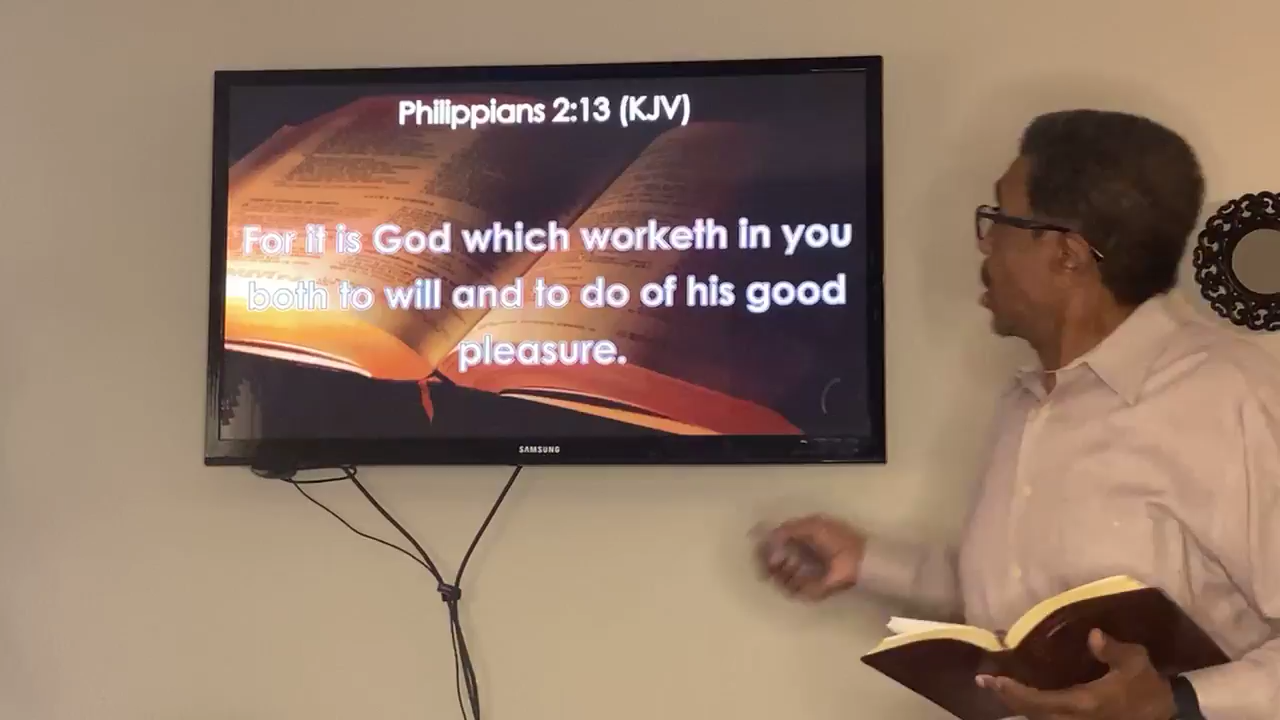 Philippians 2:13 (KJV)
For it is God which worketh in you
both to will and to do of his good
pleasure.
SAMSUNG